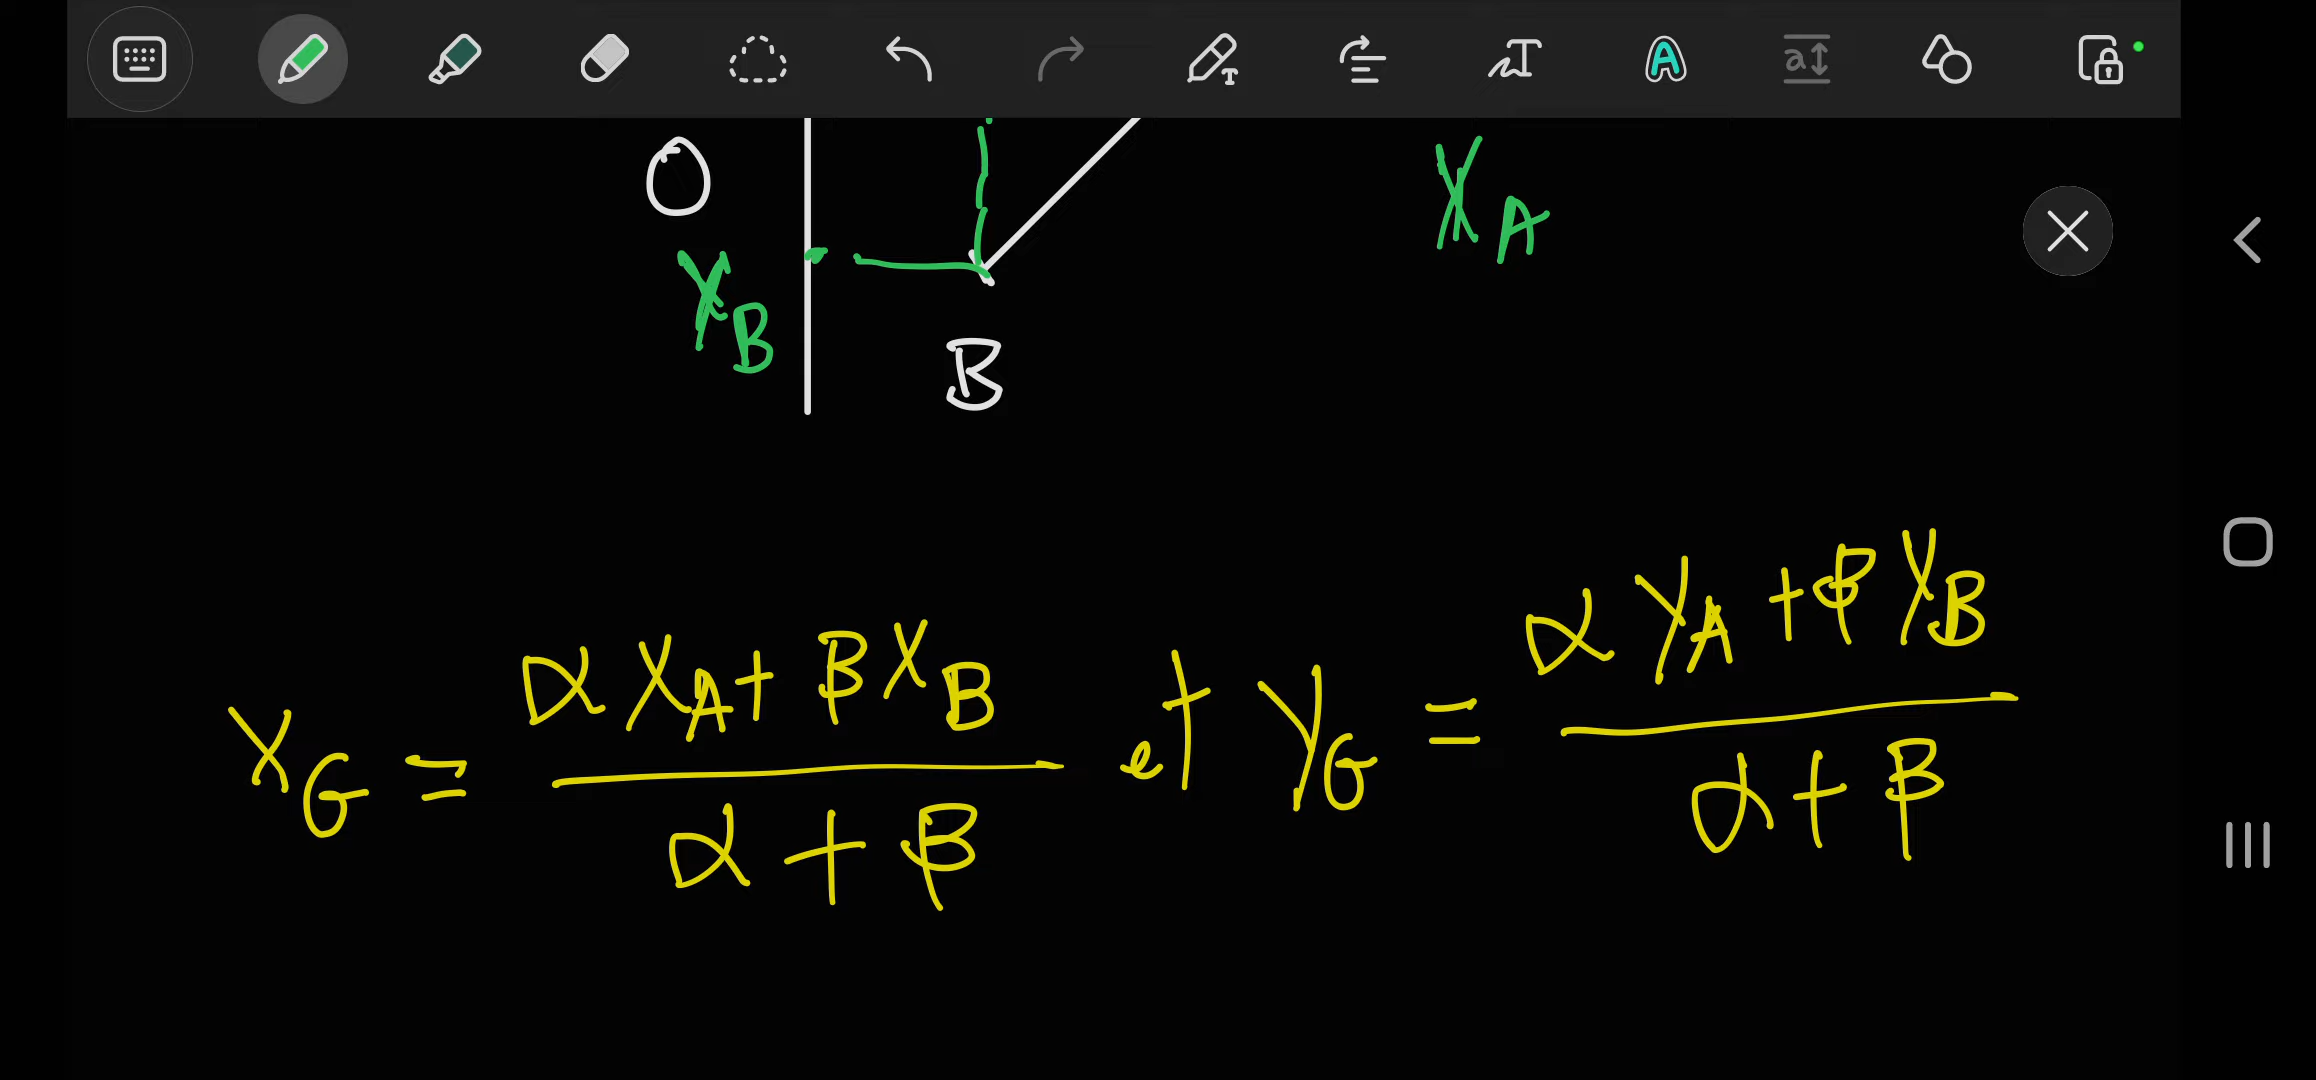 O
X_A
X_B
B
X_G = (α X_A + β X_B) / (α + β) et Y_G = (α Y_A + β Y_B) / (α + β)